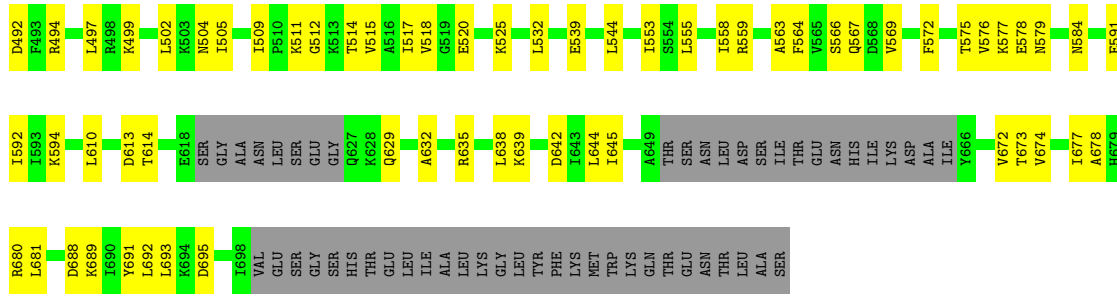 D492 F493 R494 L497 R498 K499 L502 K503 N504 I505 I509 P510 K511 G512 K513 T514 V515 A516 I517 V518 G519 E520 K525 L532 E539 L544 I553 S554 L555 I558 R559 A563 F564 V565 S566 Q567 D568 V569 F572 T575 V576 K577 E578 N579 N584 E591
I592 I593 K594 L610 D613 T614 E618 SER GLY ALA ASN LEU SER GLU GLY Q627 K628 Q629 A632 R635 L638 K639 D642 I643 L644 I645 A649 THR SER ASN LEU ASP SER ILE THR GLU ASN HIS ILE LYS ASP ALA ILE Y666 V672 T673 V674 I677 A678 H679
R680 L681 D688 K689 I690 Y691 L692 L693 K694 D695 I698 VAL GLU SER GLY SER HIS THR GLU LEU ILE ALA LEU LYS GLY LEU TYR PHE LYS MET TRP LYS GLN THR GLU ASN THR LEU ALA SER